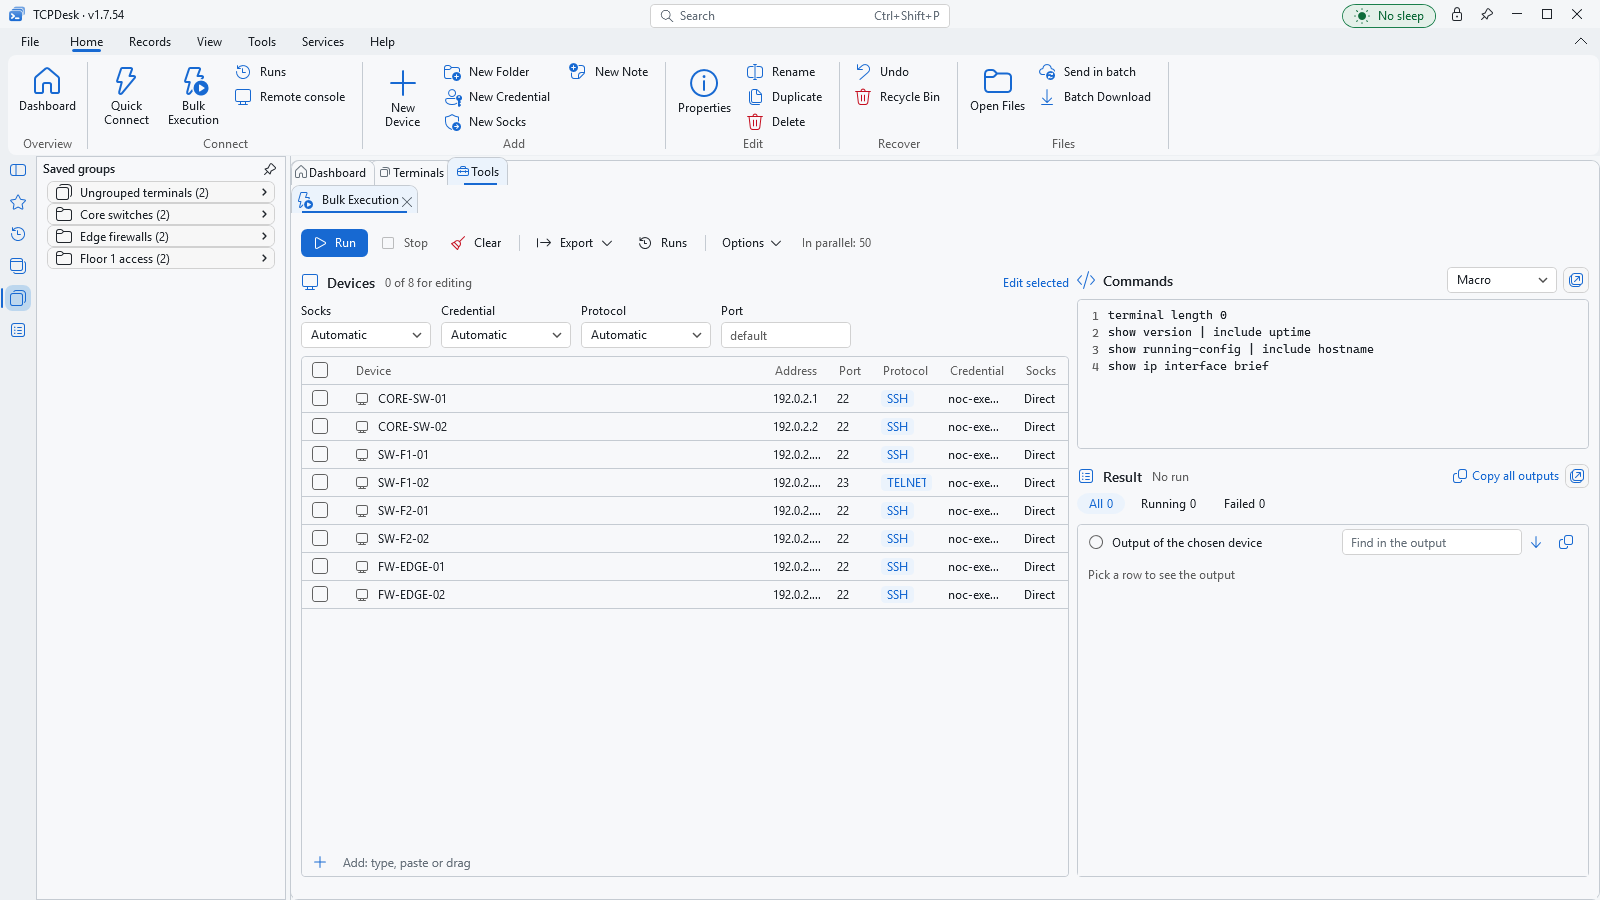 TCPDesk · v1.7.54
Search
Ctrl+Shift+P
No sleep
File
Home
Records
View
Tools
Services
Help
Dashboard
Overview
Quick Connect
Bulk Execution
Runs
Remote console
Connect
New Device
New Folder
New Credential
New Socks
New Note
Add
Properties
Rename
Duplicate
Delete
Edit
Undo
Recycle Bin
Recover
Open Files
Send in batch
Batch Download
Files
Saved groups
Ungrouped terminals (2)
Core switches (2)
Edge firewalls (2)
Floor 1 access (2)
Dashboard
Terminals
Tools
Bulk Execution
Run
Stop
Clear
Export
Runs
Options
In parallel: 50
Devices 0 of 8 for editing
Edit selected
Socks Credential Protocol Port
Automatic Automatic Automatic default
Device Address Port Protocol Credential Socks
CORE-SW-01 192.0.2.1 22 SSH noc-exe... Direct
CORE-SW-02 192.0.2.2 22 SSH noc-exe... Direct
SW-F1-01 192.0.2.... 22 SSH noc-exe... Direct
SW-F1-02 192.0.2.... 23 TELNET noc-exe... Direct
SW-F2-01 192.0.2.... 22 SSH noc-exe... Direct
SW-F2-02 192.0.2.... 22 SSH noc-exe... Direct
FW-EDGE-01 192.0.2.... 22 SSH noc-exe... Direct
FW-EDGE-02 192.0.2.... 22 SSH noc-exe... Direct
Add: type, paste or drag
Commands
Macro
1 terminal length 0
2 show version | include uptime
3 show running-config | include hostname
4 show ip interface brief
Result No run
Copy all outputs
All 0
Running 0
Failed 0
Output of the chosen device
Find in the output
Pick a row to see the output